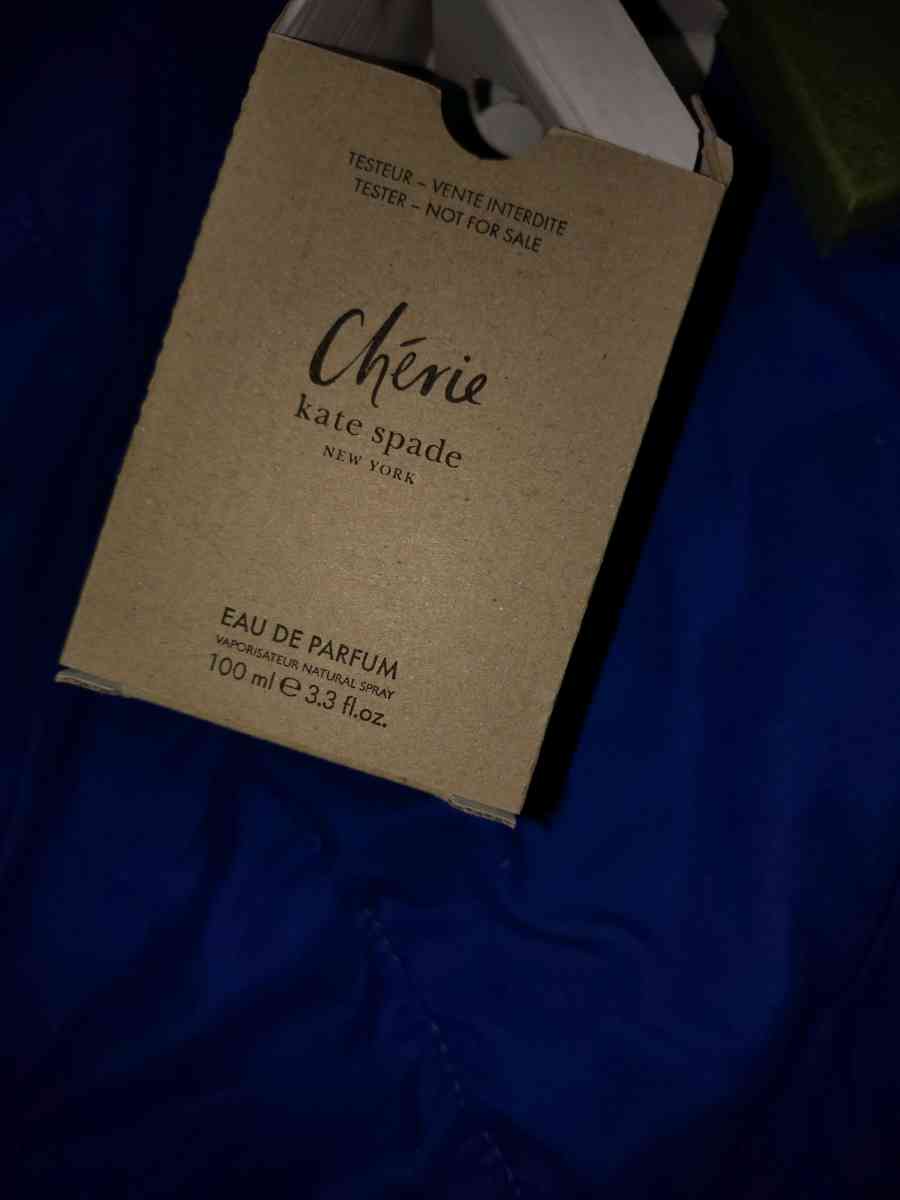 TESTEUR – VENTE INTERDITE
TESTER – NOT FOR SALE
Chérie
kate spade
NEW YORK
EAU DE PARFUM
VAPORISATEUR NATURAL SPRAY
100 ml ℮ 3.3 fl.oz.